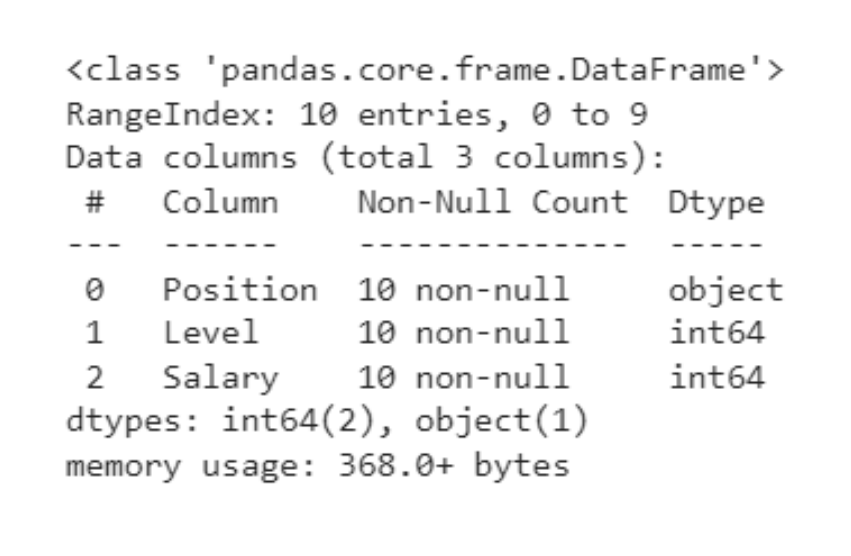 <class 'pandas.core.frame.DataFrame'>
RangeIndex: 10 entries, 0 to 9
Data columns (total 3 columns):
 #   Column    Non-Null Count  Dtype
---  ------    --------------  -----
 0   Position  10 non-null     object
 1   Level     10 non-null     int64
 2   Salary    10 non-null     int64
dtypes: int64(2), object(1)
memory usage: 368.0+ bytes